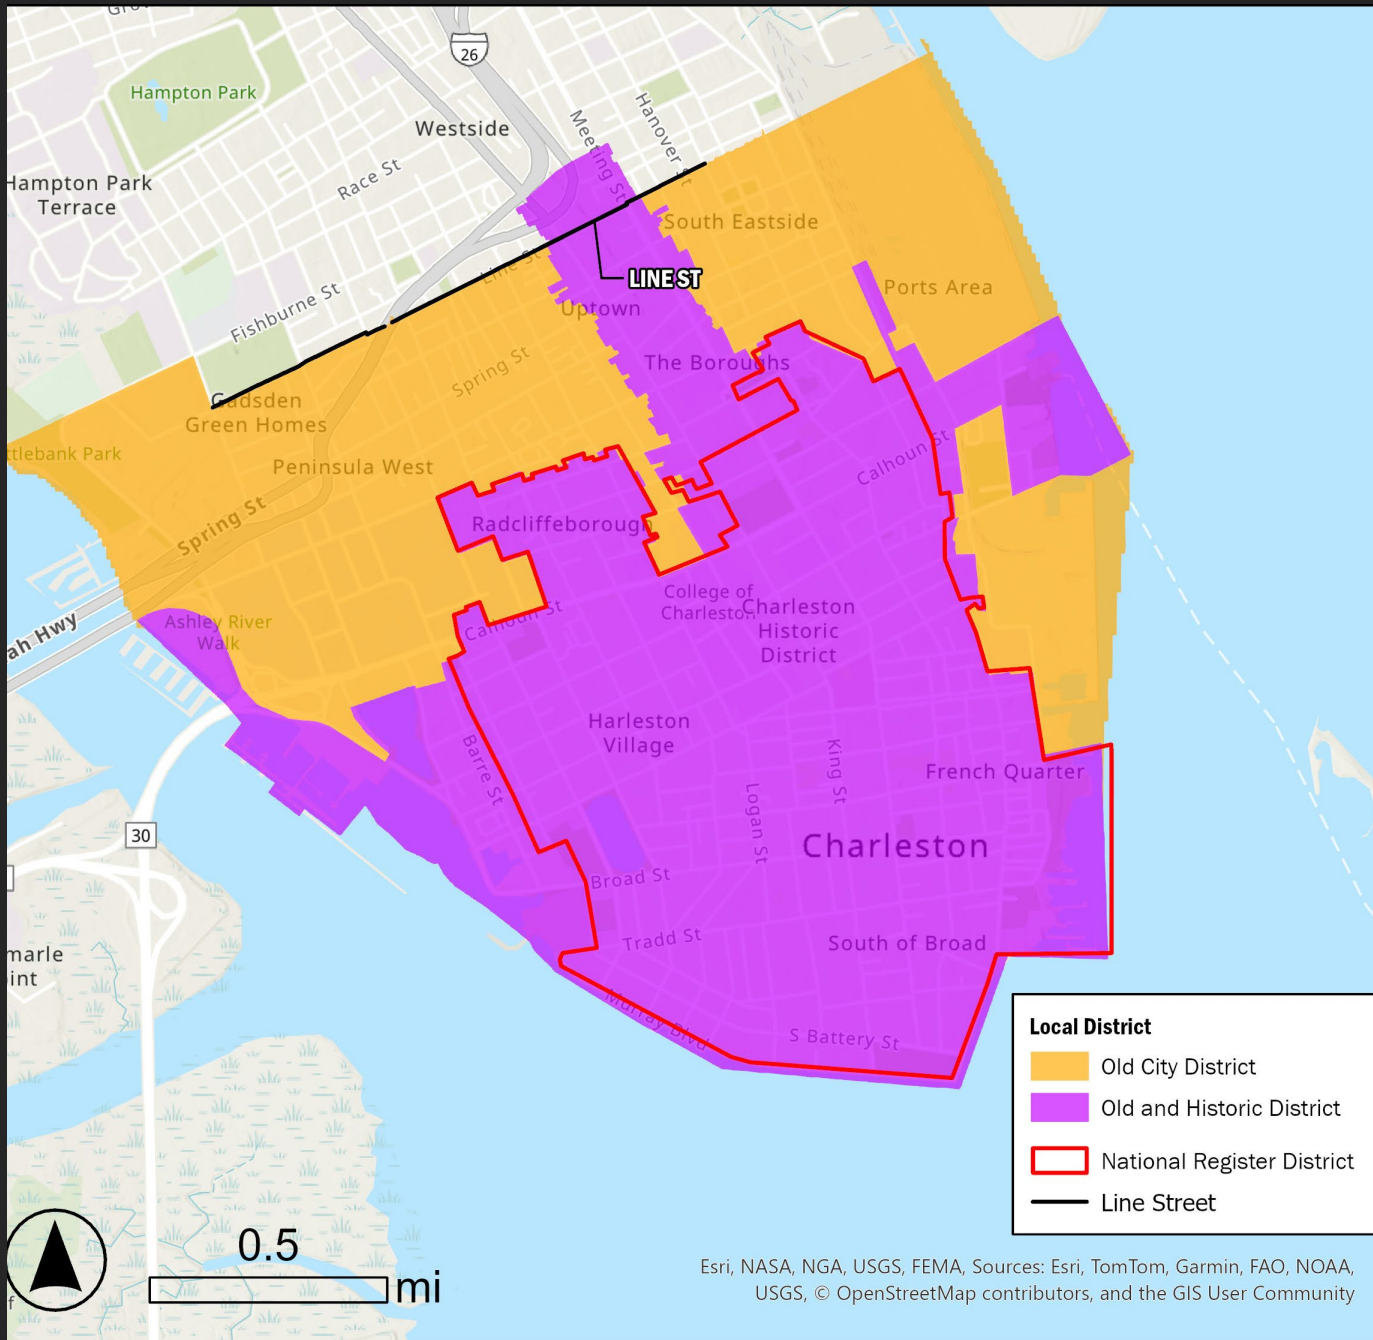 Gro
26
Hampton Park
Westside
Meeting St
Hanover St
Race St
Hampton Park
Terrace
South Eastside
Line St
LINE ST
Ports Area
Fishburne St
Uptown
Spring St
The Boroughs
Gadsden
Green Homes
ttlebank Park
Peninsula West
Calhoun St
Spring St
Radcliffeborough
College of
Charleston
Charleston
Historic
District
Calhoun St
Ashley River
Walk
ah Hwy
Harleston
Village
Barre St
King St
Logan St
French Quarter
30
Charleston
Broad St
Tradd St
South of Broad
marle
int
Murray Blvd
S Battery St
Local District
Old City District
Old and Historic District
National Register District
Line Street
0.5
mi
f
Esri, NASA, NGA, USGS, FEMA, Sources: Esri, TomTom, Garmin, FAO, NOAA,
USGS, © OpenStreetMap contributors, and the GIS User Community